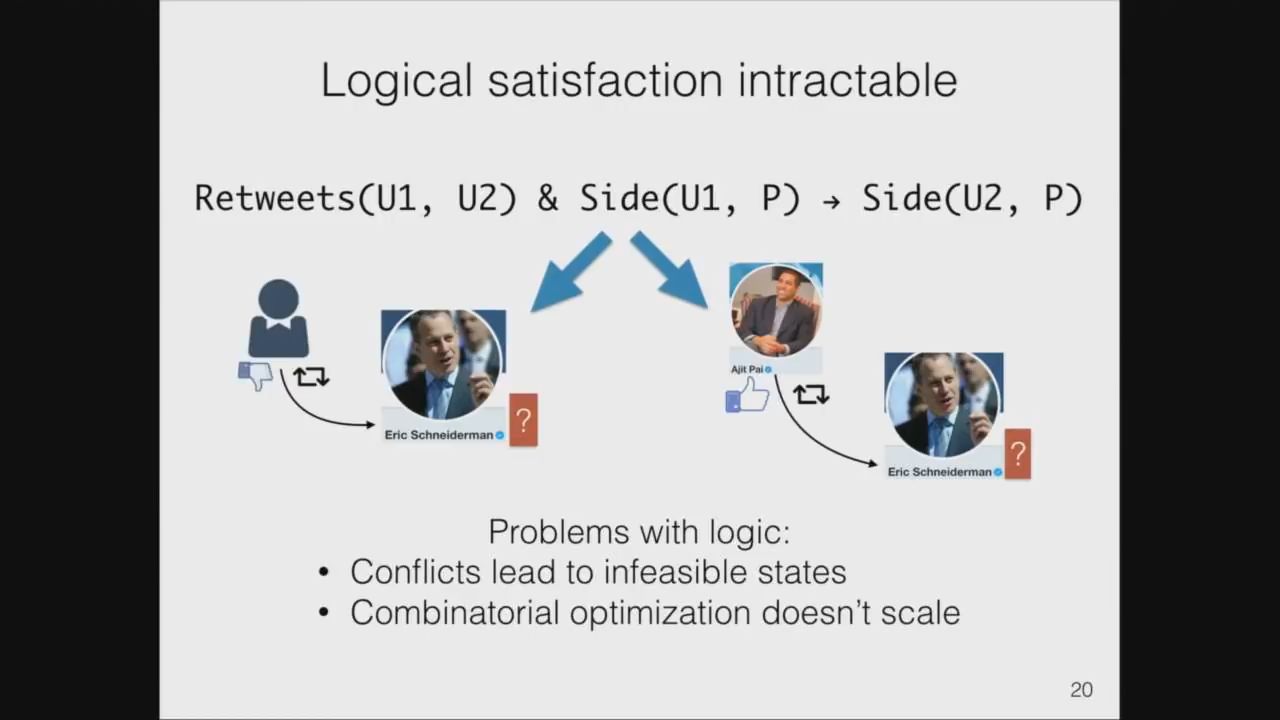 Logical satisfaction intractable
Retweets(U1, U2) & Side(U1, P) → Side(U2, P)
Ajit Pai
?
Eric Schneiderman
?
Eric Schneiderman
Problems with logic:
• Conflicts lead to infeasible states
• Combinatorial optimization doesn't scale
20